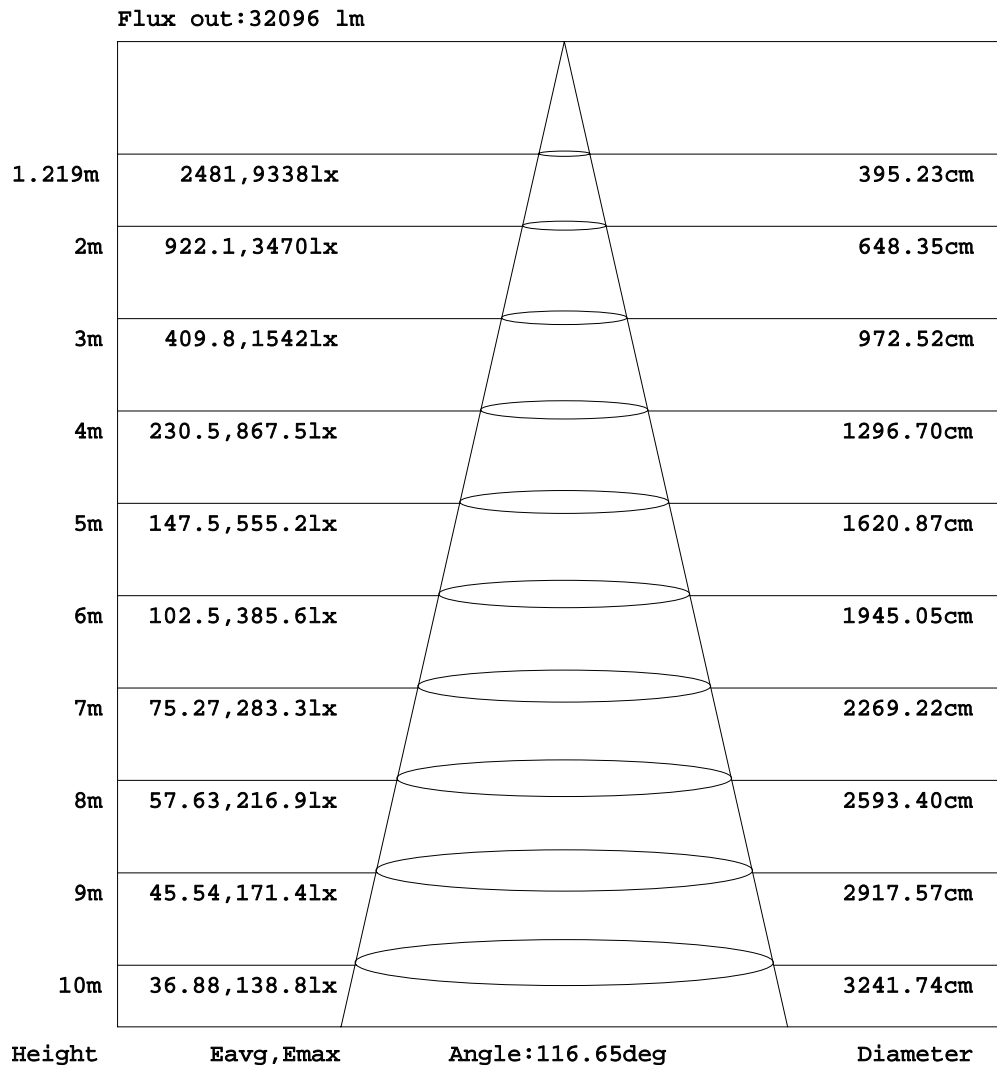 Flux out:32096 lm
1.219m 2481,9338lx 395.23cm
2m 922.1,3470lx 648.35cm
3m 409.8,1542lx 972.52cm
4m 230.5,867.5lx 1296.70cm
5m 147.5,555.2lx 1620.87cm
6m 102.5,385.6lx 1945.05cm
7m 75.27,283.3lx 2269.22cm
8m 57.63,216.9lx 2593.40cm
9m 45.54,171.4lx 2917.57cm
10m 36.88,138.8lx 3241.74cm
Height Eavg,Emax Angle:116.65deg Diameter